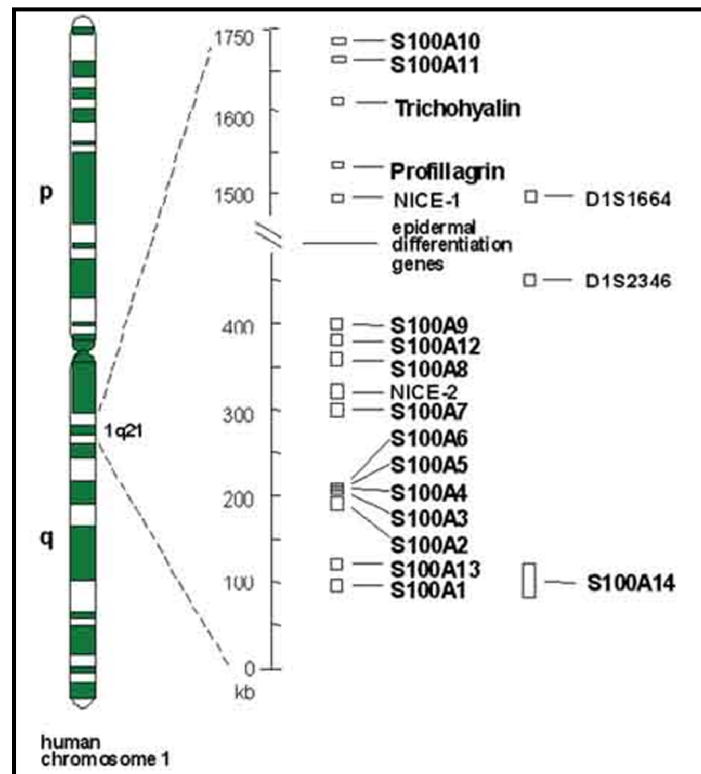 p
q
1q21
human
chromosome 1
1750
1600
1500
400
300
200
100
0
kb
S100A10
S100A11
Trichohyalin
Profillagrin
NICE-1
epidermal
differentiation
genes
S100A9
S100A12
S100A8
NICE-2
S100A7
S100A6
S100A5
S100A4
S100A3
S100A2
S100A13
S100A1
D1S1664
D1S2346
S100A14